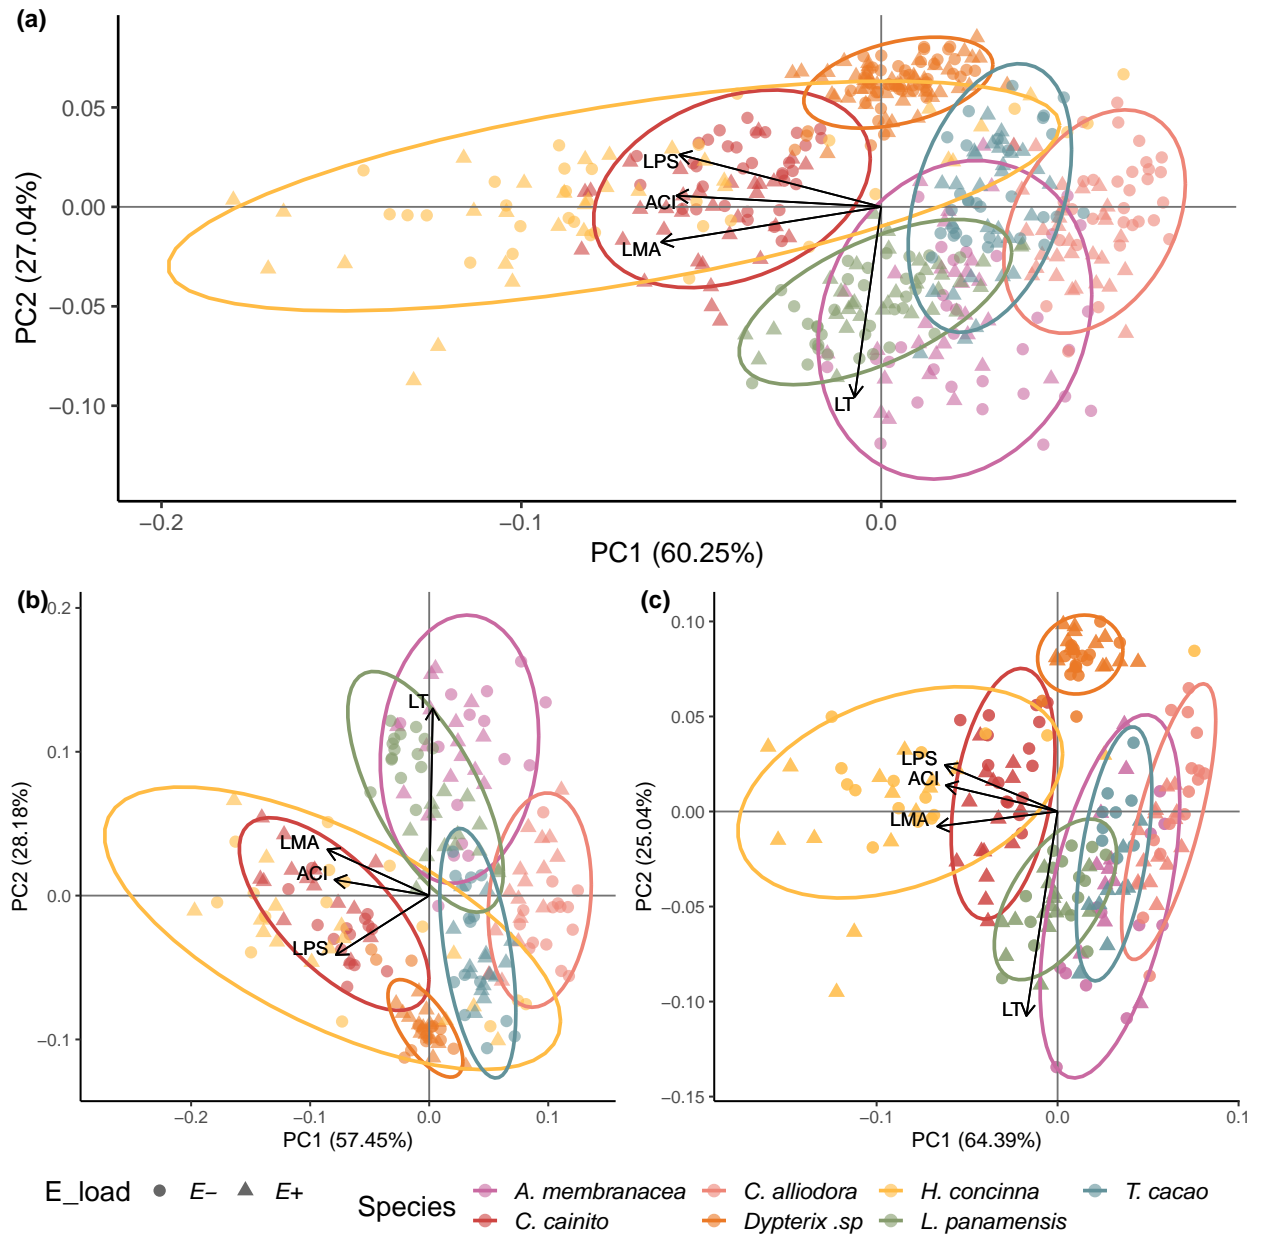 (a)
0.05
0.00
−0.05
−0.10
PC2 (27.04%)
LPS
ACI
LMA
LT
−0.2
−0.1
0.0
PC1 (60.25%)
(b)
0.2
0.1
0.0
−0.1
PC2 (28.18%)
LT
LMA
ACI
LPS
−0.2
−0.1
0.0
0.1
PC1 (57.45%)
(c)
0.10
0.05
0.00
−0.05
−0.10
−0.15
PC2 (25.04%)
LPS
ACI
LMA
LT
−0.1
0.0
0.1
PC1 (64.39%)
E_load E− E+
Species
A. membranacea C. alliodora H. concinna T. cacao
C. cainito Dypterix .sp L. panamensis